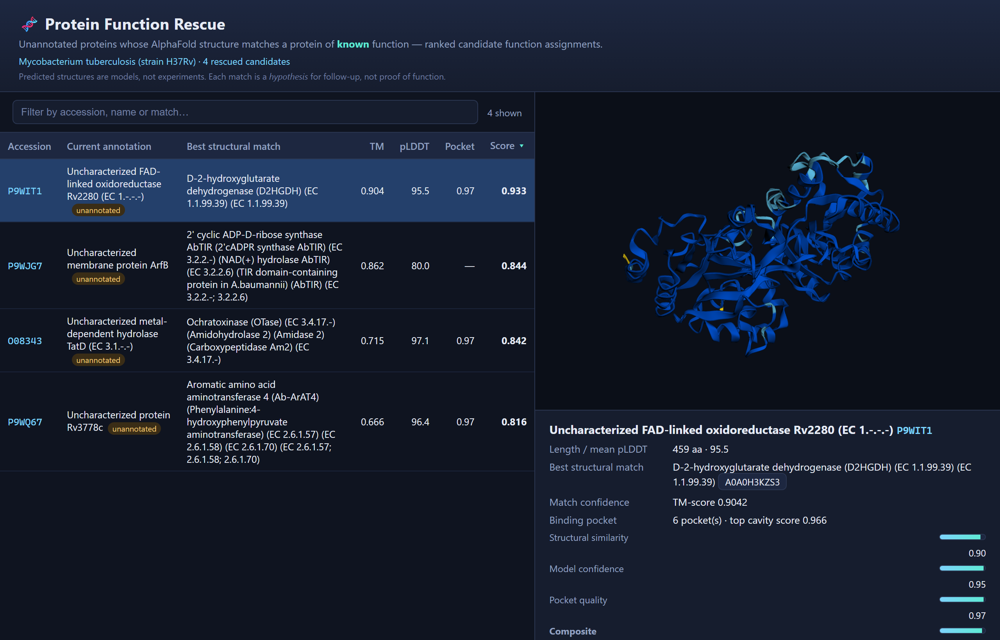 Protein Function Rescue
Unannotated proteins whose AlphaFold structure matches a protein of known function — ranked candidate function assignments.
Mycobacterium tuberculosis (strain H37Rv) · 4 rescued candidates
Predicted structures are models, not experiments. Each match is a hypothesis for follow-up, not proof of function.
Filter by accession, name or match…
4 shown
Accession Current annotation Best structural match TM pLDDT Pocket Score ▼
P9WIT1
Uncharacterized FAD-
linked oxidoreductase
Rv2280 (EC 1.-.-.-)
unannotated
D-2-hydroxyglutarate
dehydrogenase (D2HGDH) (EC
1.1.99.39) (EC 1.1.99.39)
0.904 95.5 0.97 0.933
P9WJG7
Uncharacterized
membrane protein ArfB
unannotated
2' cyclic ADP-D-ribose synthase
AbTIR (2'cADPR synthase AbTIR) (EC
3.2.2.-) (NAD(+) hydrolase AbTIR)
(EC 3.2.2.6) (TIR domain-containing
protein in A.baumannii) (AbTIR) (EC
3.2.2.-; 3.2.2.6)
0.862 80.0 — 0.844
O08343
Uncharacterized metal-
dependent hydrolase
TatD (EC 3.1.-.-)
unannotated
Ochratoxinase (OTase) (EC 3.4.17.-)
(Amidohydrolase 2) (Amidase 2)
(Carboxypeptidase Am2) (EC
3.4.17.-)
0.715 97.1 0.97 0.842
P9WQ67
Uncharacterized protein
Rv3778c unannotated
Aromatic amino acid
aminotransferase 4 (Ab-ArAT4)
(Phenylalanine:4-
hydroxyphenylpyruvate
aminotransferase) (EC 2.6.1.57) (EC
2.6.1.58) (EC 2.6.1.70) (EC 2.6.1.57;
2.6.1.58; 2.6.1.70)
0.666 96.4 0.97 0.816
Uncharacterized FAD-linked oxidoreductase Rv2280 (EC 1.-.-.-) P9WIT1
Length / mean pLDDT 459 aa · 95.5
Best structural match D-2-hydroxyglutarate dehydrogenase (D2HGDH) (EC 1.1.99.39) (EC
1.1.99.39) A0A0H3KZS3
Match confidence TM-score 0.9042
Binding pocket 6 pocket(s) · top cavity score 0.966
Structural similarity
0.90
Model confidence
0.95
Pocket quality
0.97
Composite